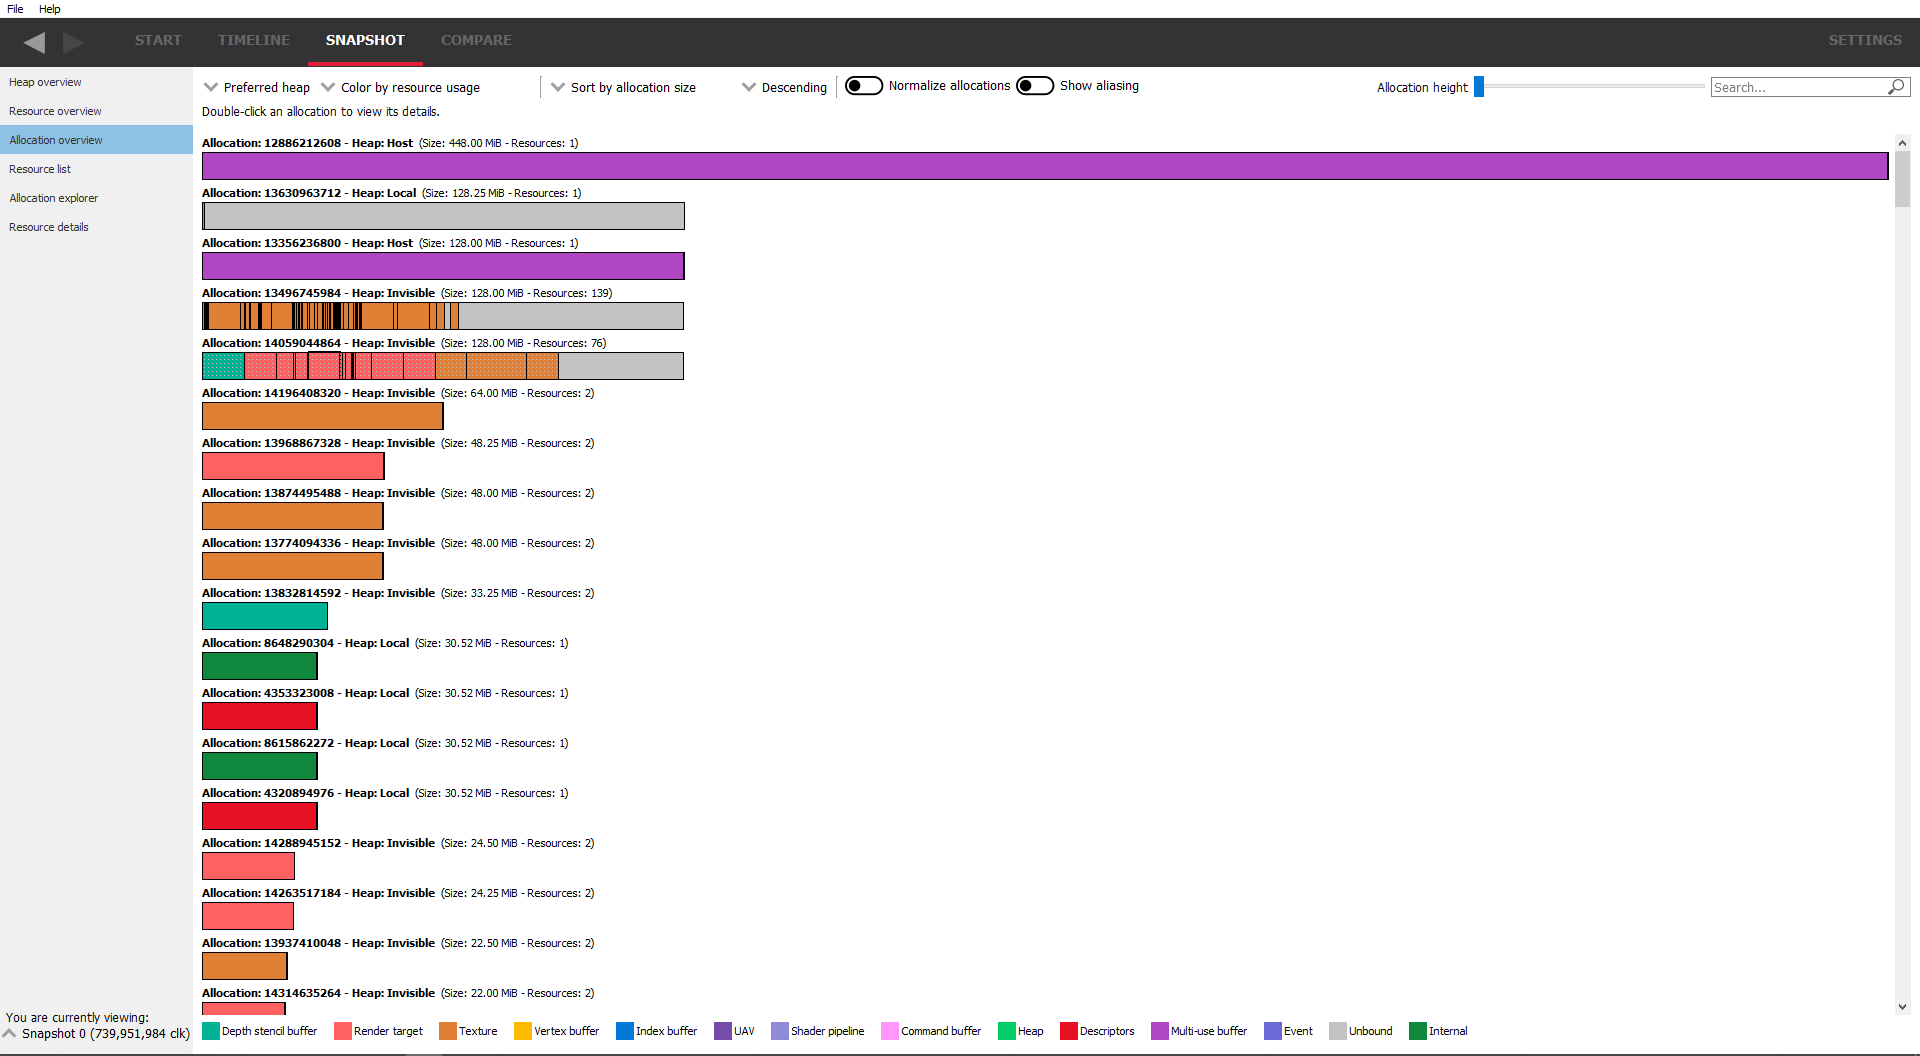 File Help
START TIMELINE SNAPSHOT COMPARE SETTINGS
Heap overview
Resource overview
Allocation overview
Resource list
Allocation explorer
Resource details
Preferred heap Color by resource usage Sort by allocation size Descending Normalize allocations Show aliasing Allocation height Search...
Double-click an allocation to view its details.
Allocation: 12886212608 - Heap: Host (Size: 448.00 MiB - Resources: 1)
Allocation: 13630963712 - Heap: Local (Size: 128.25 MiB - Resources: 1)
Allocation: 13356236800 - Heap: Host (Size: 128.00 MiB - Resources: 1)
Allocation: 13496745984 - Heap: Invisible (Size: 128.00 MiB - Resources: 139)
Allocation: 14059044864 - Heap: Invisible (Size: 128.00 MiB - Resources: 76)
Allocation: 14196408320 - Heap: Invisible (Size: 64.00 MiB - Resources: 2)
Allocation: 13968867328 - Heap: Invisible (Size: 48.25 MiB - Resources: 2)
Allocation: 13874495488 - Heap: Invisible (Size: 48.00 MiB - Resources: 2)
Allocation: 13774094336 - Heap: Invisible (Size: 48.00 MiB - Resources: 2)
Allocation: 13832814592 - Heap: Invisible (Size: 33.25 MiB - Resources: 2)
Allocation: 8648290304 - Heap: Local (Size: 30.52 MiB - Resources: 1)
Allocation: 4353323008 - Heap: Local (Size: 30.52 MiB - Resources: 1)
Allocation: 8615862272 - Heap: Local (Size: 30.52 MiB - Resources: 1)
Allocation: 4320894976 - Heap: Local (Size: 30.52 MiB - Resources: 1)
Allocation: 14288945152 - Heap: Invisible (Size: 24.50 MiB - Resources: 2)
Allocation: 14263517184 - Heap: Invisible (Size: 24.25 MiB - Resources: 2)
Allocation: 13937410048 - Heap: Invisible (Size: 22.50 MiB - Resources: 2)
Allocation: 14314635264 - Heap: Invisible (Size: 22.00 MiB - Resources: 2)
You are currently viewing:
Snapshot 0 (739,951,984 clk)
Depth stencil buffer Render target Texture Vertex buffer Index buffer UAV Shader pipeline Command buffer Heap Descriptors Multi-use buffer Event Unbound Internal